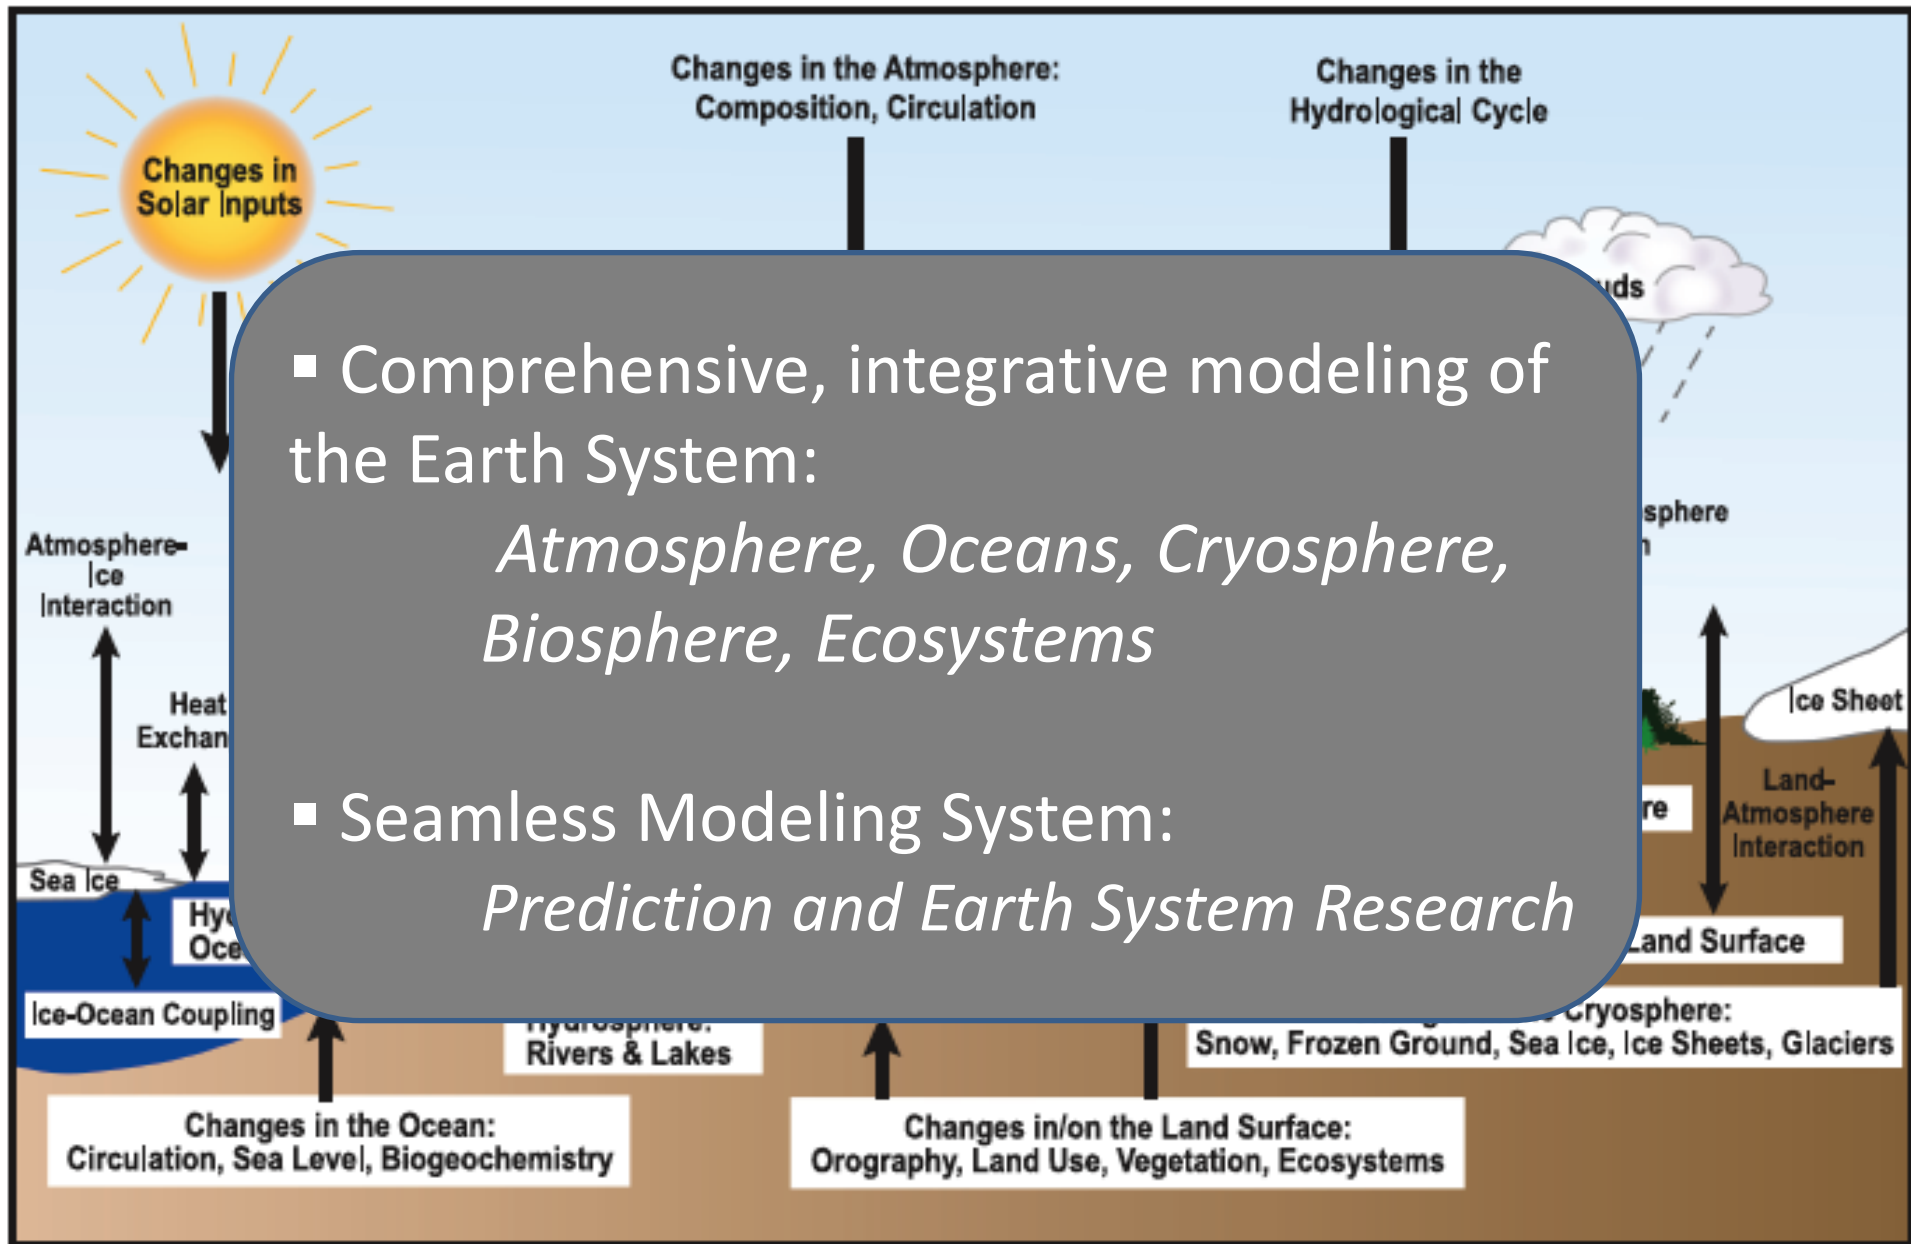 Changes in the Atmosphere:
Composition, Circulation
Changes in the
Hydrological Cycle
Changes in
Solar Inputs
▪ Comprehensive, integrative modeling of
the Earth System:
Atmosphere, Oceans, Cryosphere,
Biosphere, Ecosystems
▪ Seamless Modeling System:
Prediction and Earth System Research
Atmosphere-
Ice
Interaction
Heat
Ice Sheet
Land-
Atmosphere
Interaction
Sea Ice
Land Surface
Ice-Ocean Coupling
Hydrosphere:
Rivers & Lakes
Cryosphere:
Snow, Frozen Ground, Sea Ice, Ice Sheets, Glaciers
Changes in the Ocean:
Circulation, Sea Level, Biogeochemistry
Changes in/on the Land Surface:
Orography, Land Use, Vegetation, Ecosystems